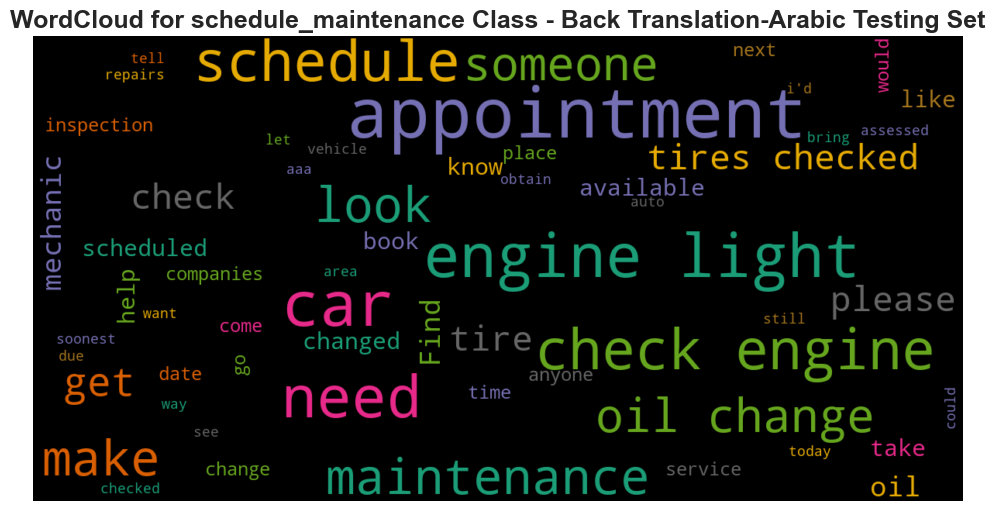 WordCloud for schedule_maintenance Class - Back Translation-Arabic Testing Set
schedule
someone
next
would
tell
repairs
i'd
like
appointment
inspection
let
vehicle
know
place
bring
assessed
tires checked
aaa
obtain
available
auto
mechanic
check
look
book
scheduled
engine light
help
companies
area
car
please
want
come
Find
still
soonest
changed
tire
check engine
due
go
get
date
anyone
way
need
time
could
oil change
see
make
change
maintenance
service
today
take
checked
oil